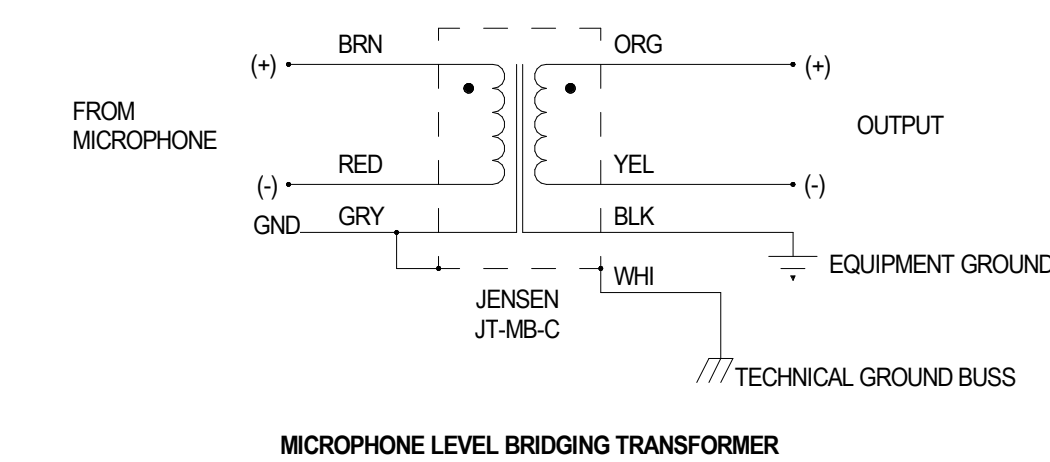 BRN
ORG
(+)
(+)
FROM
MICROPHONE
OUTPUT
RED
YEL
(-)
(-)
GND
GRY
BLK
EQUIPMENT GROUND
WHI
JENSEN
JT-MB-C
TECHNICAL GROUND BUSS
MICROPHONE LEVEL BRIDGING TRANSFORMER